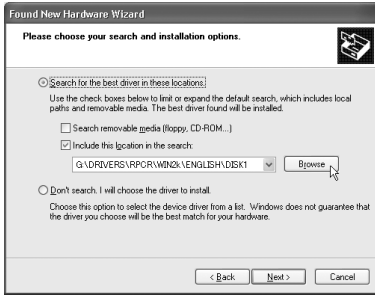 Found New Hardware Wizard
Please choose your search and installation options.
Search for the best driver in these locations.
Use the check boxes below to limit or expand the default search, which includes local
paths and removable media. The best driver found will be installed.
Search removable media (floppy, CD-ROM...)
Include this location in the search:
G:\DRIVERS\RPCR\WIN2k\ENGLISH\DISK1
Browse
Don't search. I will choose the driver to install.
Choose this option to select the device driver from a list. Windows does not guarantee that
the driver you choose will be the best match for your hardware.
< Back
Next >
Cancel